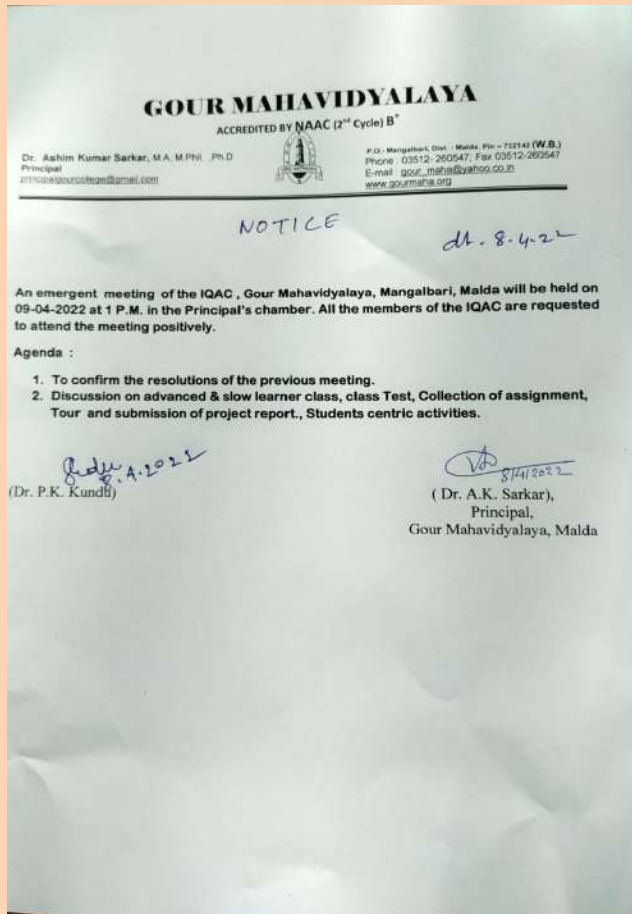 GOUR MAHAVIDYALAYA
ACCREDITED BY NAAC (2nd Cycle) B+
Dr. Ashim Kumar Sarkar, M.A, M.Phil, Ph.D
Principal
principalgourcollege@gmail.com
P.O.- Mangalbari, Dist. - Malda, Pin - 732142 (W.B.)
Phone : 03512- 260547; Fax 03512-260547
E-mail : gour_maha@yahoo.co.in
www.gourmaha.org
NOTICE
dt. 8-4-22
An emergent meeting of the IQAC , Gour Mahavidyalaya, Mangalbari, Malda will be held on
09-04-2022 at 1 P.M. in the Principal's chamber. All the members of the IQAC are requested
to attend the meeting positively.
Agenda :
1. To confirm the resolutions of the previous meeting.
2. Discussion on advanced & slow learner class, class Test, Collection of assignment,
Tour and submission of project report., Students centric activities.
8.4.2022
(Dr. P.K. Kundu)
8/4/2022
( Dr. A.K. Sarkar),
Principal,
Gour Mahavidyalaya, Malda